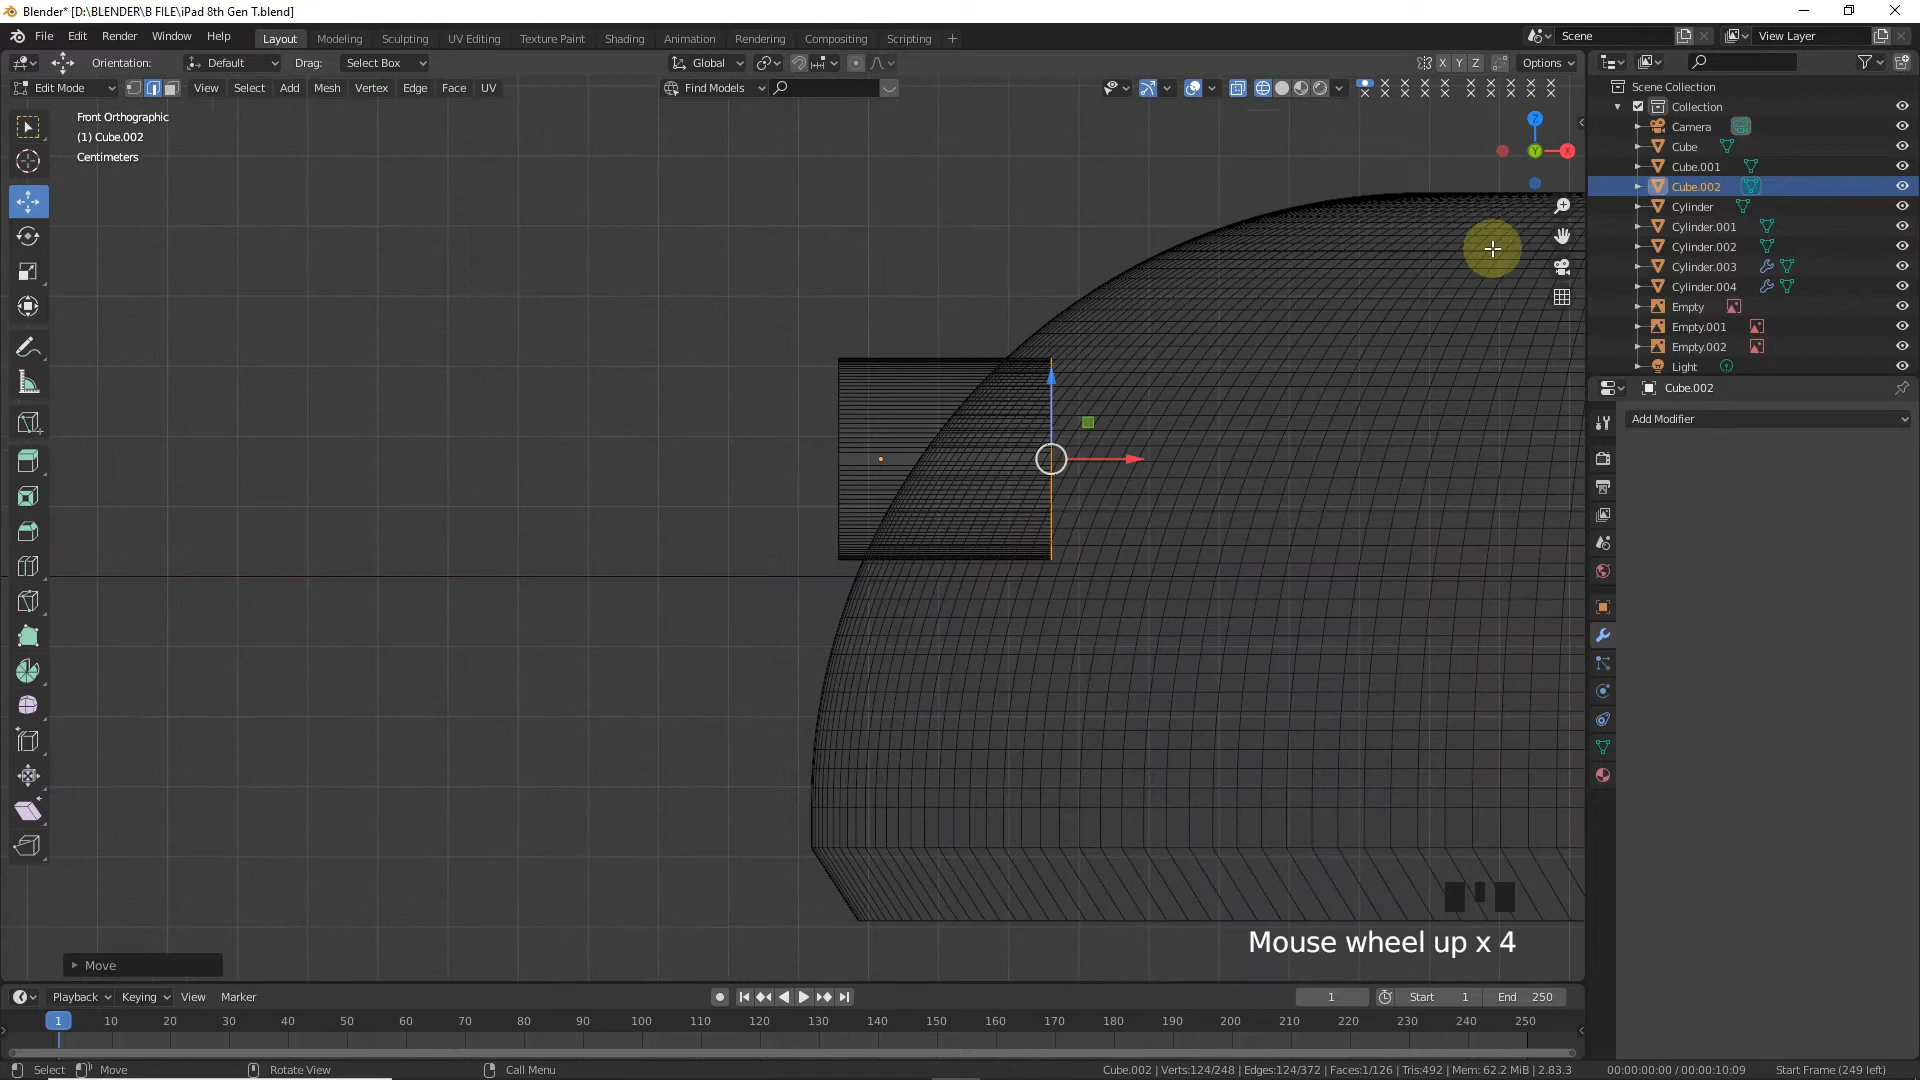 Blender* [D:\BLENDER\B FILE\iPad 8th Gen T.blend]
File Edit Render Window Help Layout Modeling Sculpting UV Editing Texture Paint Shading Animation Rendering Compositing Scripting + Scene View Layer
Orientation: Default Drag: Select Box Global X Y Z Options
Edit Mode View Select Add Mesh Vertex Edge Face UV Find Models
Front Orthographic
(1) Cube.002
Centimeters
Z
Y
X
Scene Collection
Collection
Camera
Cube
Cube.001
Cube.002
Cylinder
Cylinder.001
Cylinder.002
Cylinder.003
Cylinder.004
Empty
Empty.001
Empty.002
Light
Cube.002
Add Modifier
Mouse wheel up x 4
Move
Playback Keying View Marker 1 Start 1 End 250
1 10 20 30 40 50 60 70 80 90 100 110 120 130 140 150 160 170 180 190 200 210 220 230 240 250
Select Move Rotate View Call Menu Cube.002 | Verts:124/248 | Edges:124/372 | Faces:1/126 | Tris:492 | Mem: 62.2 MiB | 2.83.3 00:00:00:00 / 00:00:10:09 Start Frame (249 left)